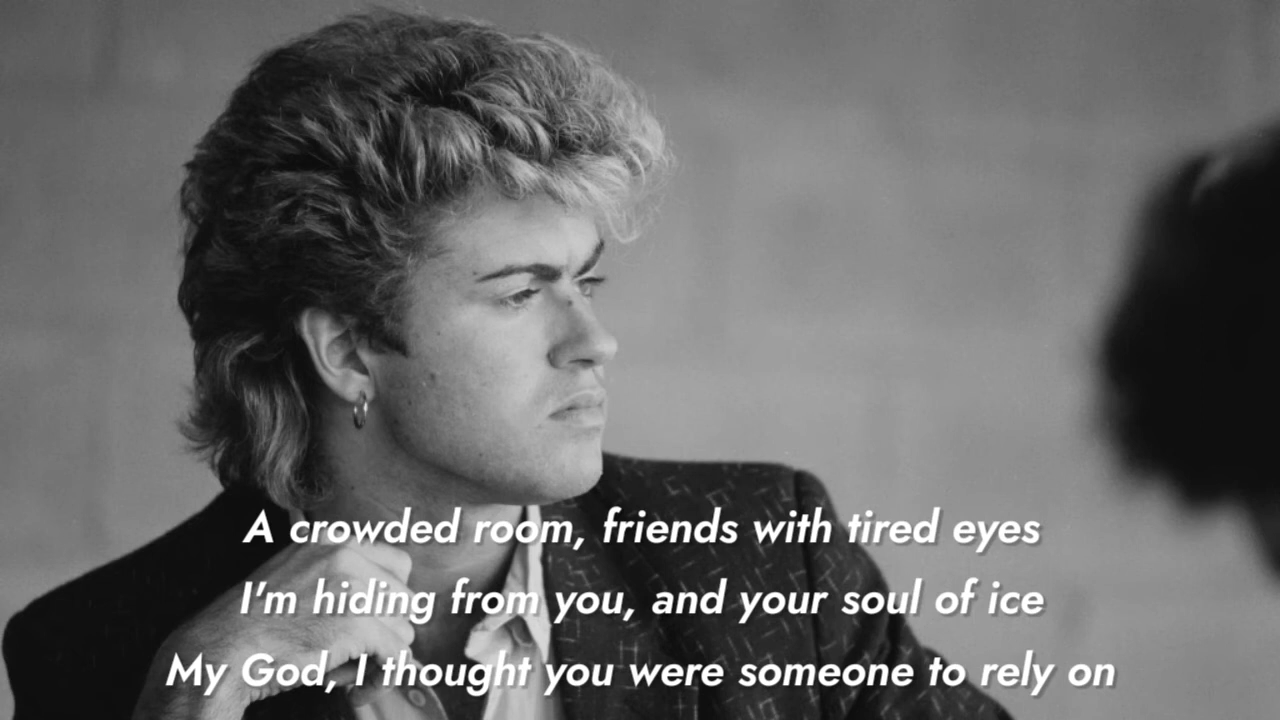 A crowded room, friends with tired eyes
I'm hiding from you, and your soul of ice
My God, I thought you were someone to rely on